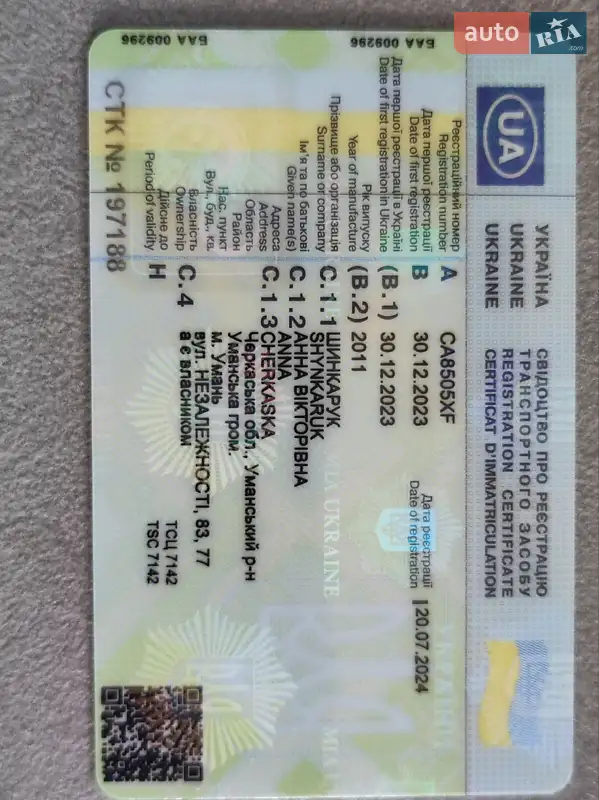 auto RIA .com
БАА 009296
БАА 009296
UA
УКРАЇНА
UKRAINE
UKRAINE
СВІДОЦТВО ПРО РЕЄСТРАЦІЮ
ТРАНСПОРТНОГО ЗАСОБУ
REGISTRATION CERTIFICATE
CERTIFICAT D'IMMATRICULATION
Реєстраційний номер
Registration number
A CA8505XF
Дата першої реєстрації
Date of first registration
B 30.12.2023
Дата реєстрації
Date of registration
I 20.07.2024
Дата першої реєстрації в Україні
Date of first registration in Ukraine
(B.1) 30.12.2023
Рік випуску
Year of manufacture
(B.2) 2011
Прізвище або організація
Surname or company
C.1.1 ШИНКАРУК
SHYNKARUK
Ім'я та по батькові
Given name(s)
C.1.2 АННА ВІКТОРІВНА
ANNA
Адреса
Address
C.1.3 CHERKASKA
Область
Район
Черкаська обл., Уманський р-н
Уманська тром.
Нас. пункт
м. Умань
Вул., буд., кв.
вул. НЕЗАЛЕЖНОСТІ, 83, 77
Власність
Ownership
C.4 а є власником
Дійсне до
Period of validity
H
ТСЦ 7142
TSC 7142
СТК № 197188
MIA UKRAINE